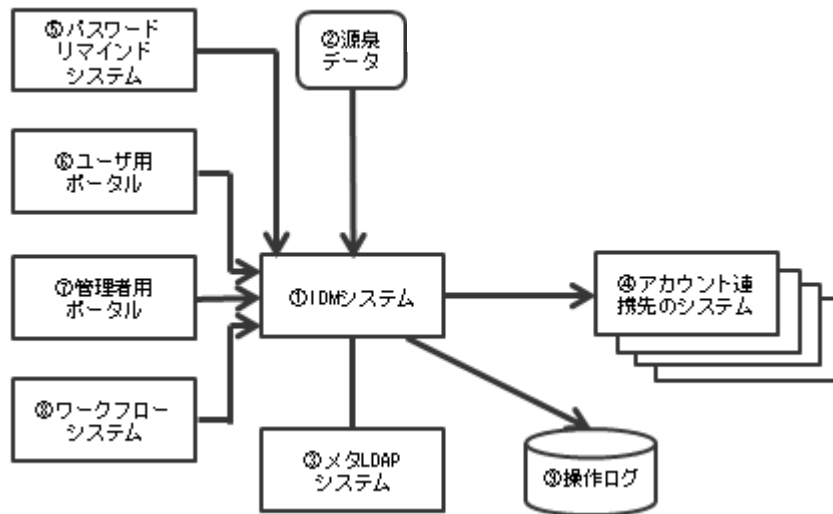 ⑤パスワード
リマインド
システム
②源泉
データ
⑥ユーザ用
ポータル
⑦管理者用
ポータル
①IDMシステム
④アカウント連
携先のシステム
⑧ワークフロー
システム
③メタLDAP
システム
⑨操作ログ